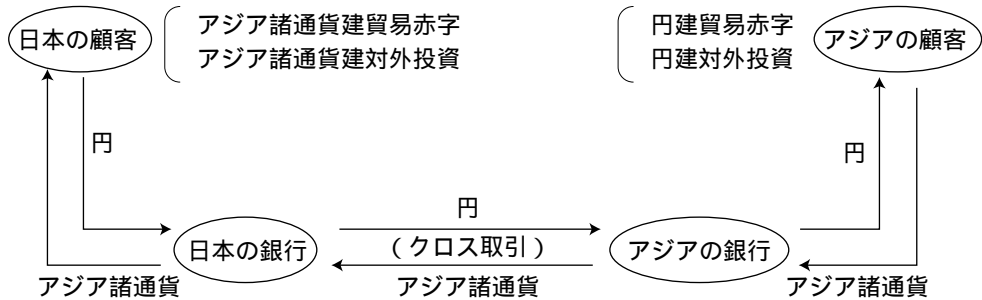 日本の顧客
アジア諸通貨建貿易赤字
アジア諸通貨建対外投資
円建貿易赤字
円建対外投資
アジアの顧客
円
円
日本の銀行
円
(クロス取引)
アジア諸通貨
アジアの銀行
アジア諸通貨
アジア諸通貨